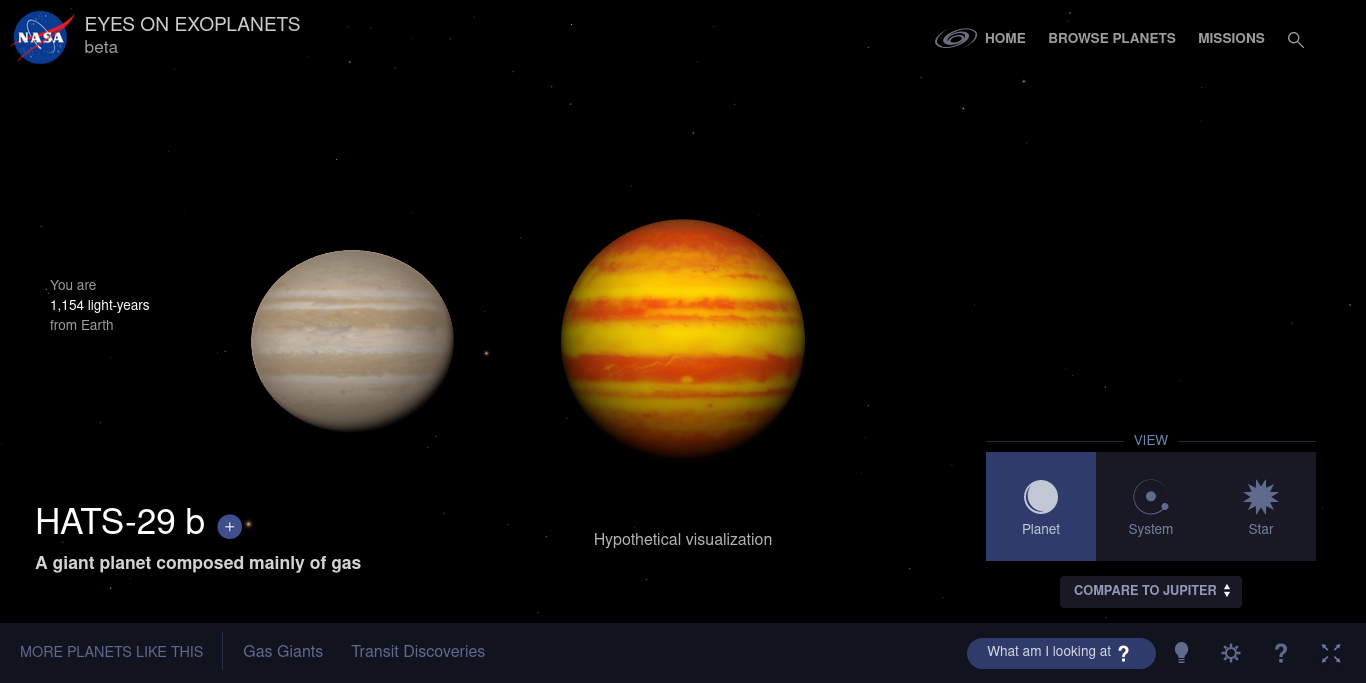 NASA
EYES ON EXOPLANETS
beta
HOME
BROWSE PLANETS
MISSIONS
You are
1,154 light-years
from Earth
HATS-29 b +
A giant planet composed mainly of gas
Hypothetical visualization
VIEW
Planet
System
Star
COMPARE TO JUPITER
MORE PLANETS LIKE THIS
Gas Giants
Transit Discoveries
What am I looking at ?
?